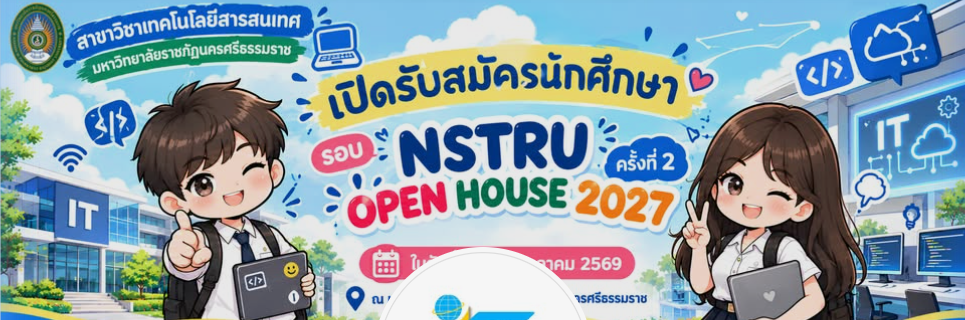 สาขาวิชาเทคโนโลยีสารสนเทศ
มหาวิทยาลัยราชภัฏนครศรีธรรมราช
เปิดรับสมัครนักศึกษา
รอบ
NSTRU
ครั้งที่ 2
OPEN HOUSE 2027
2569
ณ
</>
</>
</>
IT
IT